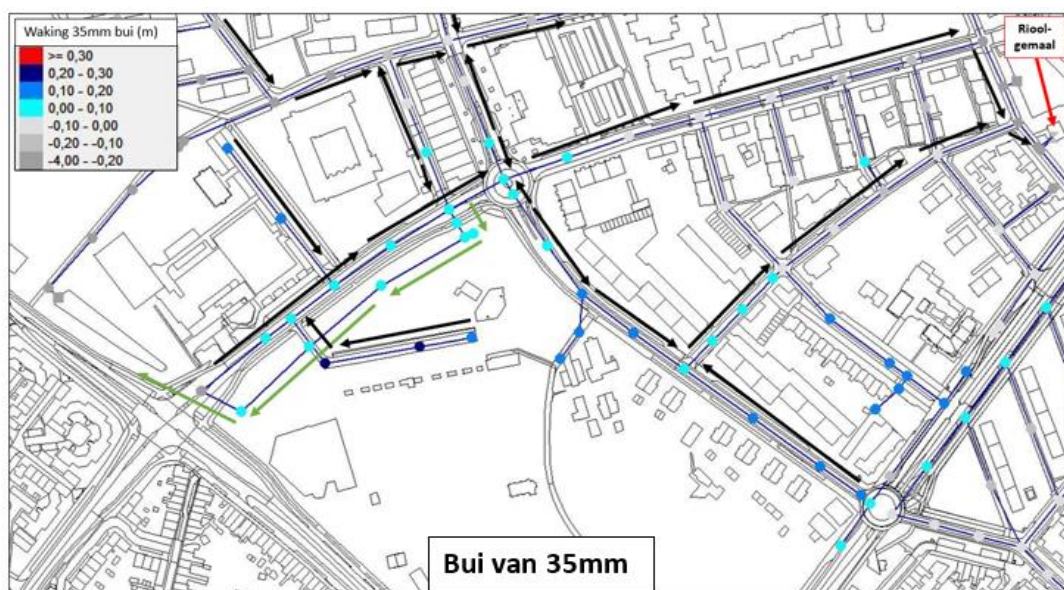 Waking 35mm bui (m)
>= 0,30
0,20 - 0,30
0,10 - 0,20
0,00 - 0,10
-0,10 - 0,00
-0,20 - -0,10
-4,00 - -0,20
Riool-
gemaal
Bui van 35mm